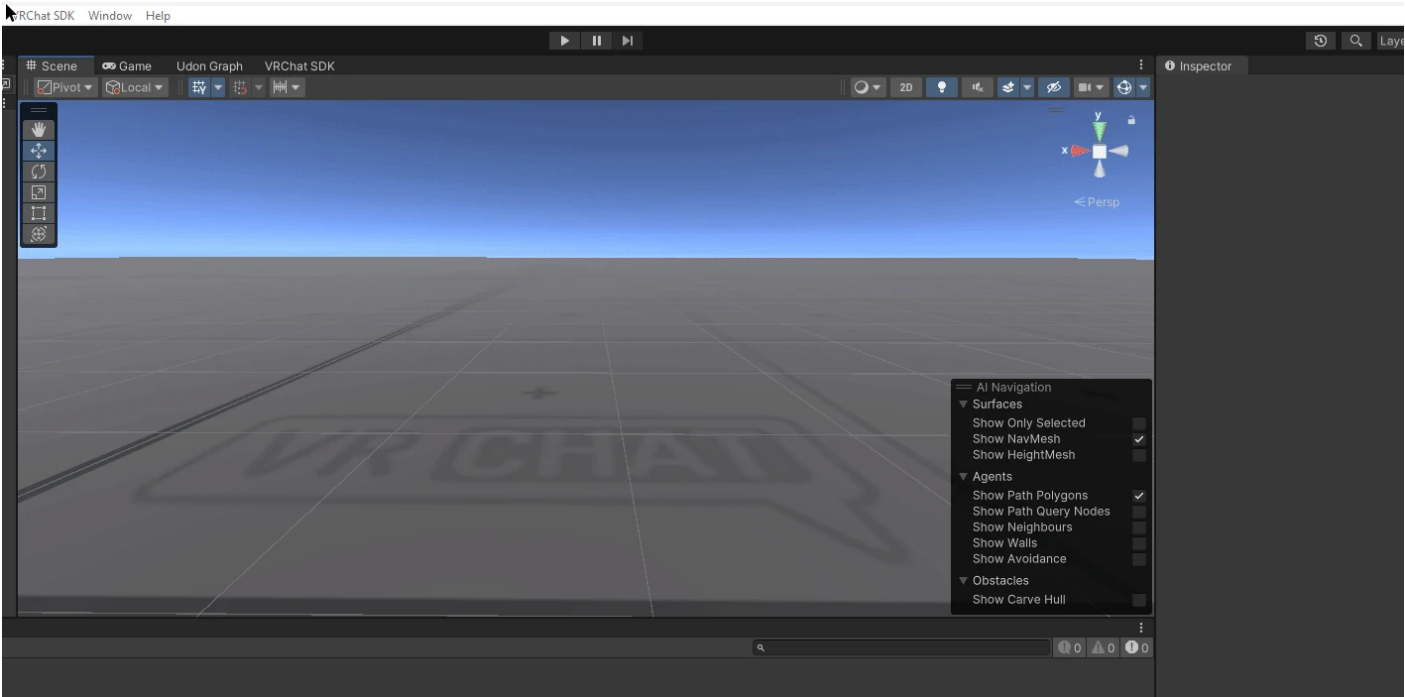 VRChat SDK Window Help
Laye
Scene Game Udon Graph VRChat SDK
Inspector
Pivot Local
2D
y
x
Persp
VR CHAT
AI Navigation
Surfaces
Show Only Selected
Show NavMesh
Show HeightMesh
Agents
Show Path Polygons
Show Path Query Nodes
Show Neighbours
Show Walls
Show Avoidance
Obstacles
Show Carve Hull
0 0 0